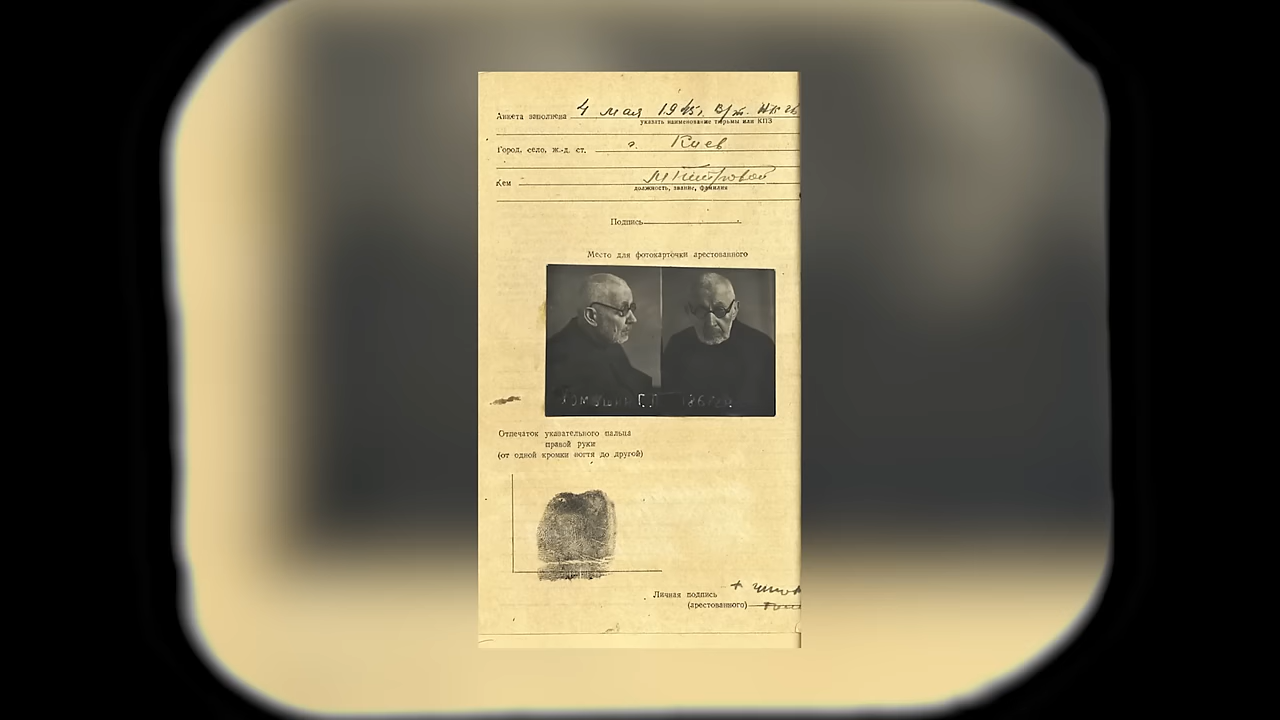 Анкета заполнена 4 мая 1945г. В/т. НКГБ
указать наименование тюрьмы или КПЗ
Город, село, ж.-д. ст. г. Киев
Кем
должность, звание, фамилия
Подпись
Место для фотокарточки арестованного
Отпечаток указательного пальца
правой руки
(от одной кромки ногтя до другой)
Личная подпись
(арестованного)